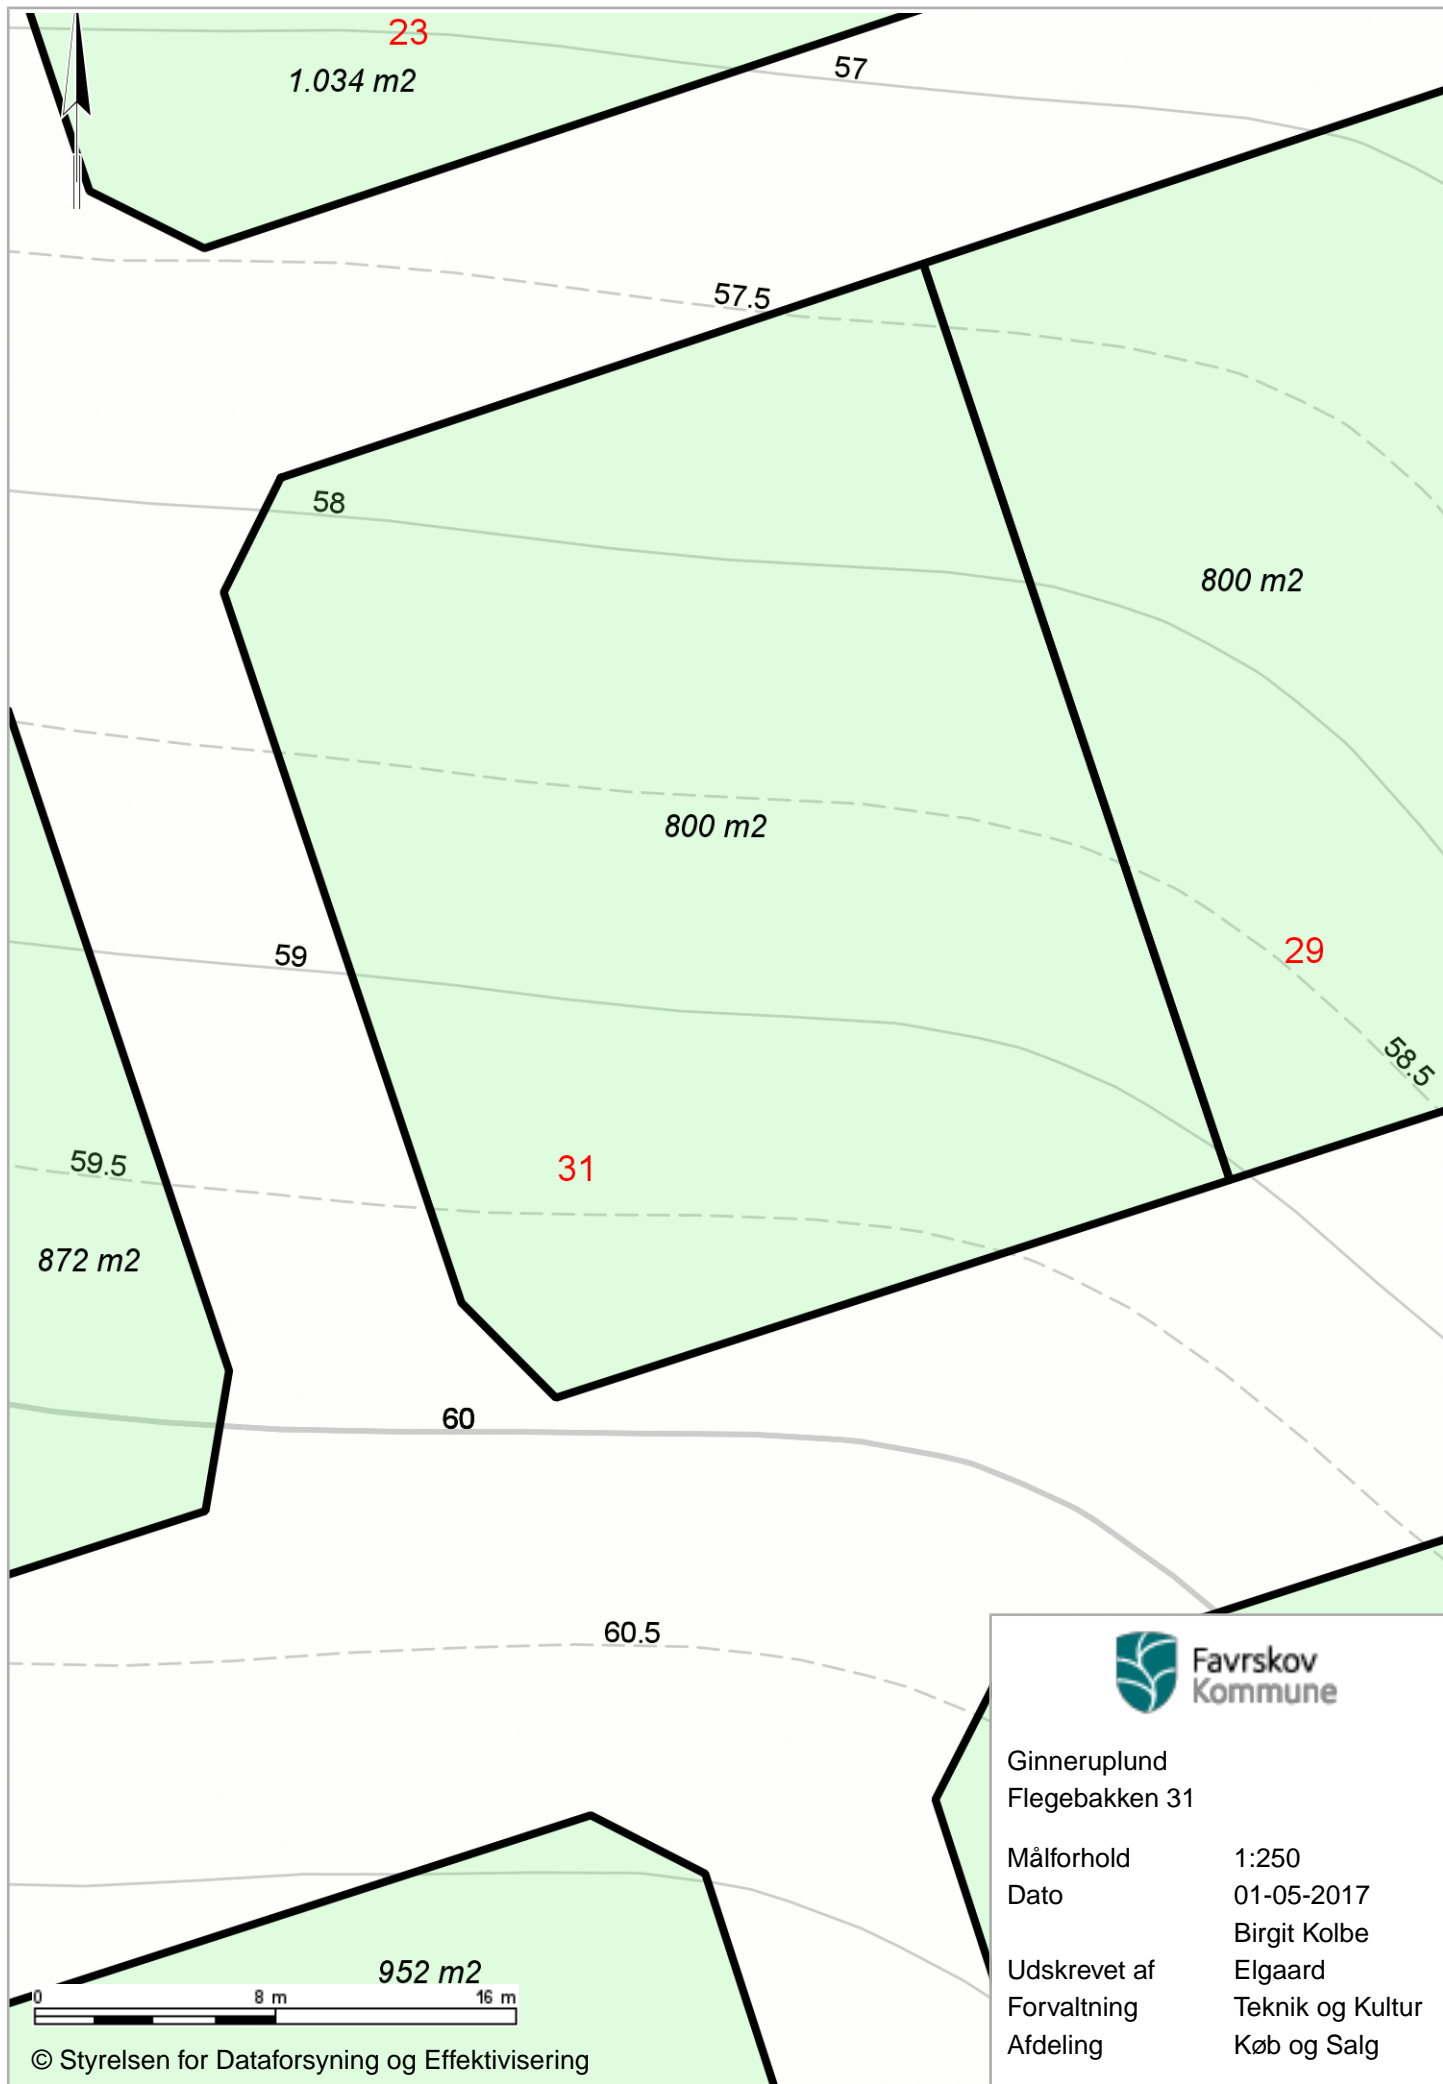 23
1.034 m2
57
57.5
58
800 m2
800 m2
59
29
58.5
59.5
31
872 m2
60
60.5
Favrskov
Kommune
Ginneruplund
Flegebakken 31
Målforhold 1:250
Dato 01-05-2017
Birgit Kolbe
Udskrevet af Elgaard
Forvaltning Teknik og Kultur
Afdeling Køb og Salg
952 m2
0 8 m 16 m
© Styrelsen for Dataforsyning og Effektivisering